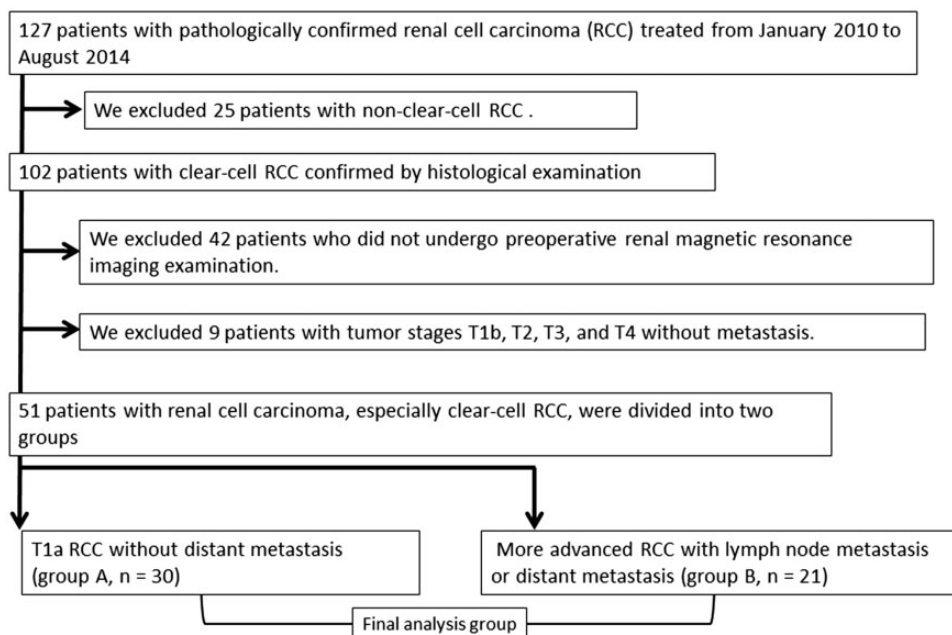 127 patients with pathologically confirmed renal cell carcinoma (RCC) treated from January 2010 to
August 2014
We excluded 25 patients with non-clear-cell RCC .
102 patients with clear-cell RCC confirmed by histological examination
We excluded 42 patients who did not undergo preoperative renal magnetic resonance
imaging examination.
We excluded 9 patients with tumor stages T1b, T2, T3, and T4 without metastasis.
51 patients with renal cell carcinoma, especially clear-cell RCC, were divided into two
groups
T1a RCC without distant metastasis
(group A, n = 30)
More advanced RCC with lymph node metastasis
or distant metastasis (group B, n = 21)
Final analysis group